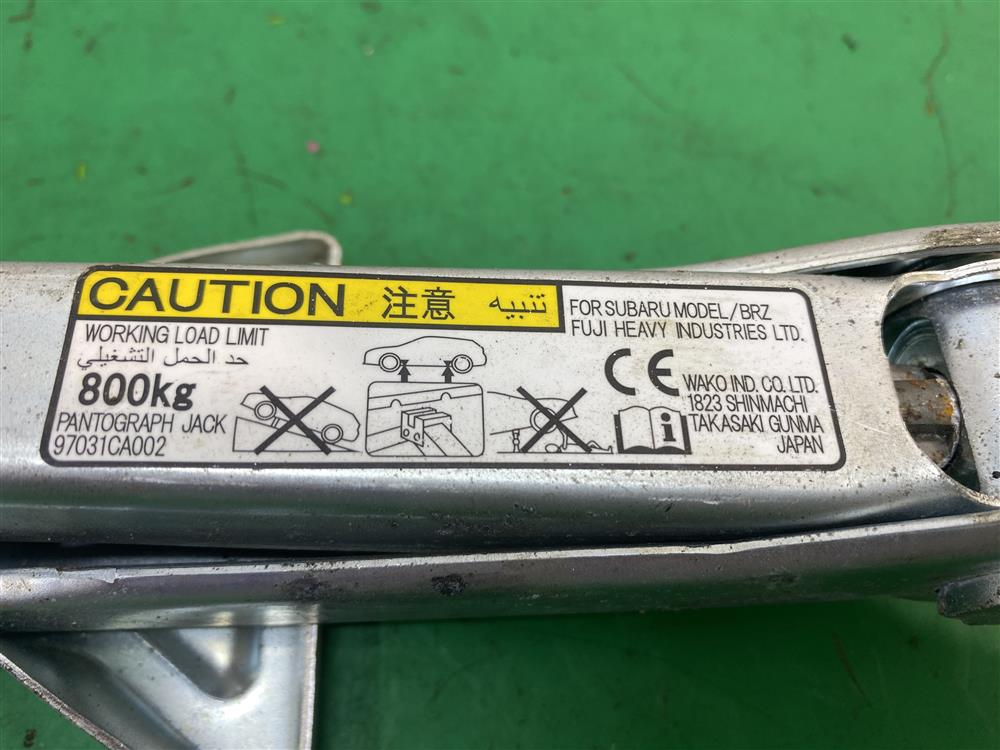 CAUTION 注意 تنبيه
WORKING LOAD LIMIT
حد الحمل التشغيلي
800kg
PANTOGRAPH JACK
97031CA002
FOR SUBARU MODEL/BRZ
FUJI HEAVY INDUSTRIES LTD.
CE
WAKO IND. CO. LTD.
1823 SHINMACHI
TAKASAKI GUNMA
JAPAN
i